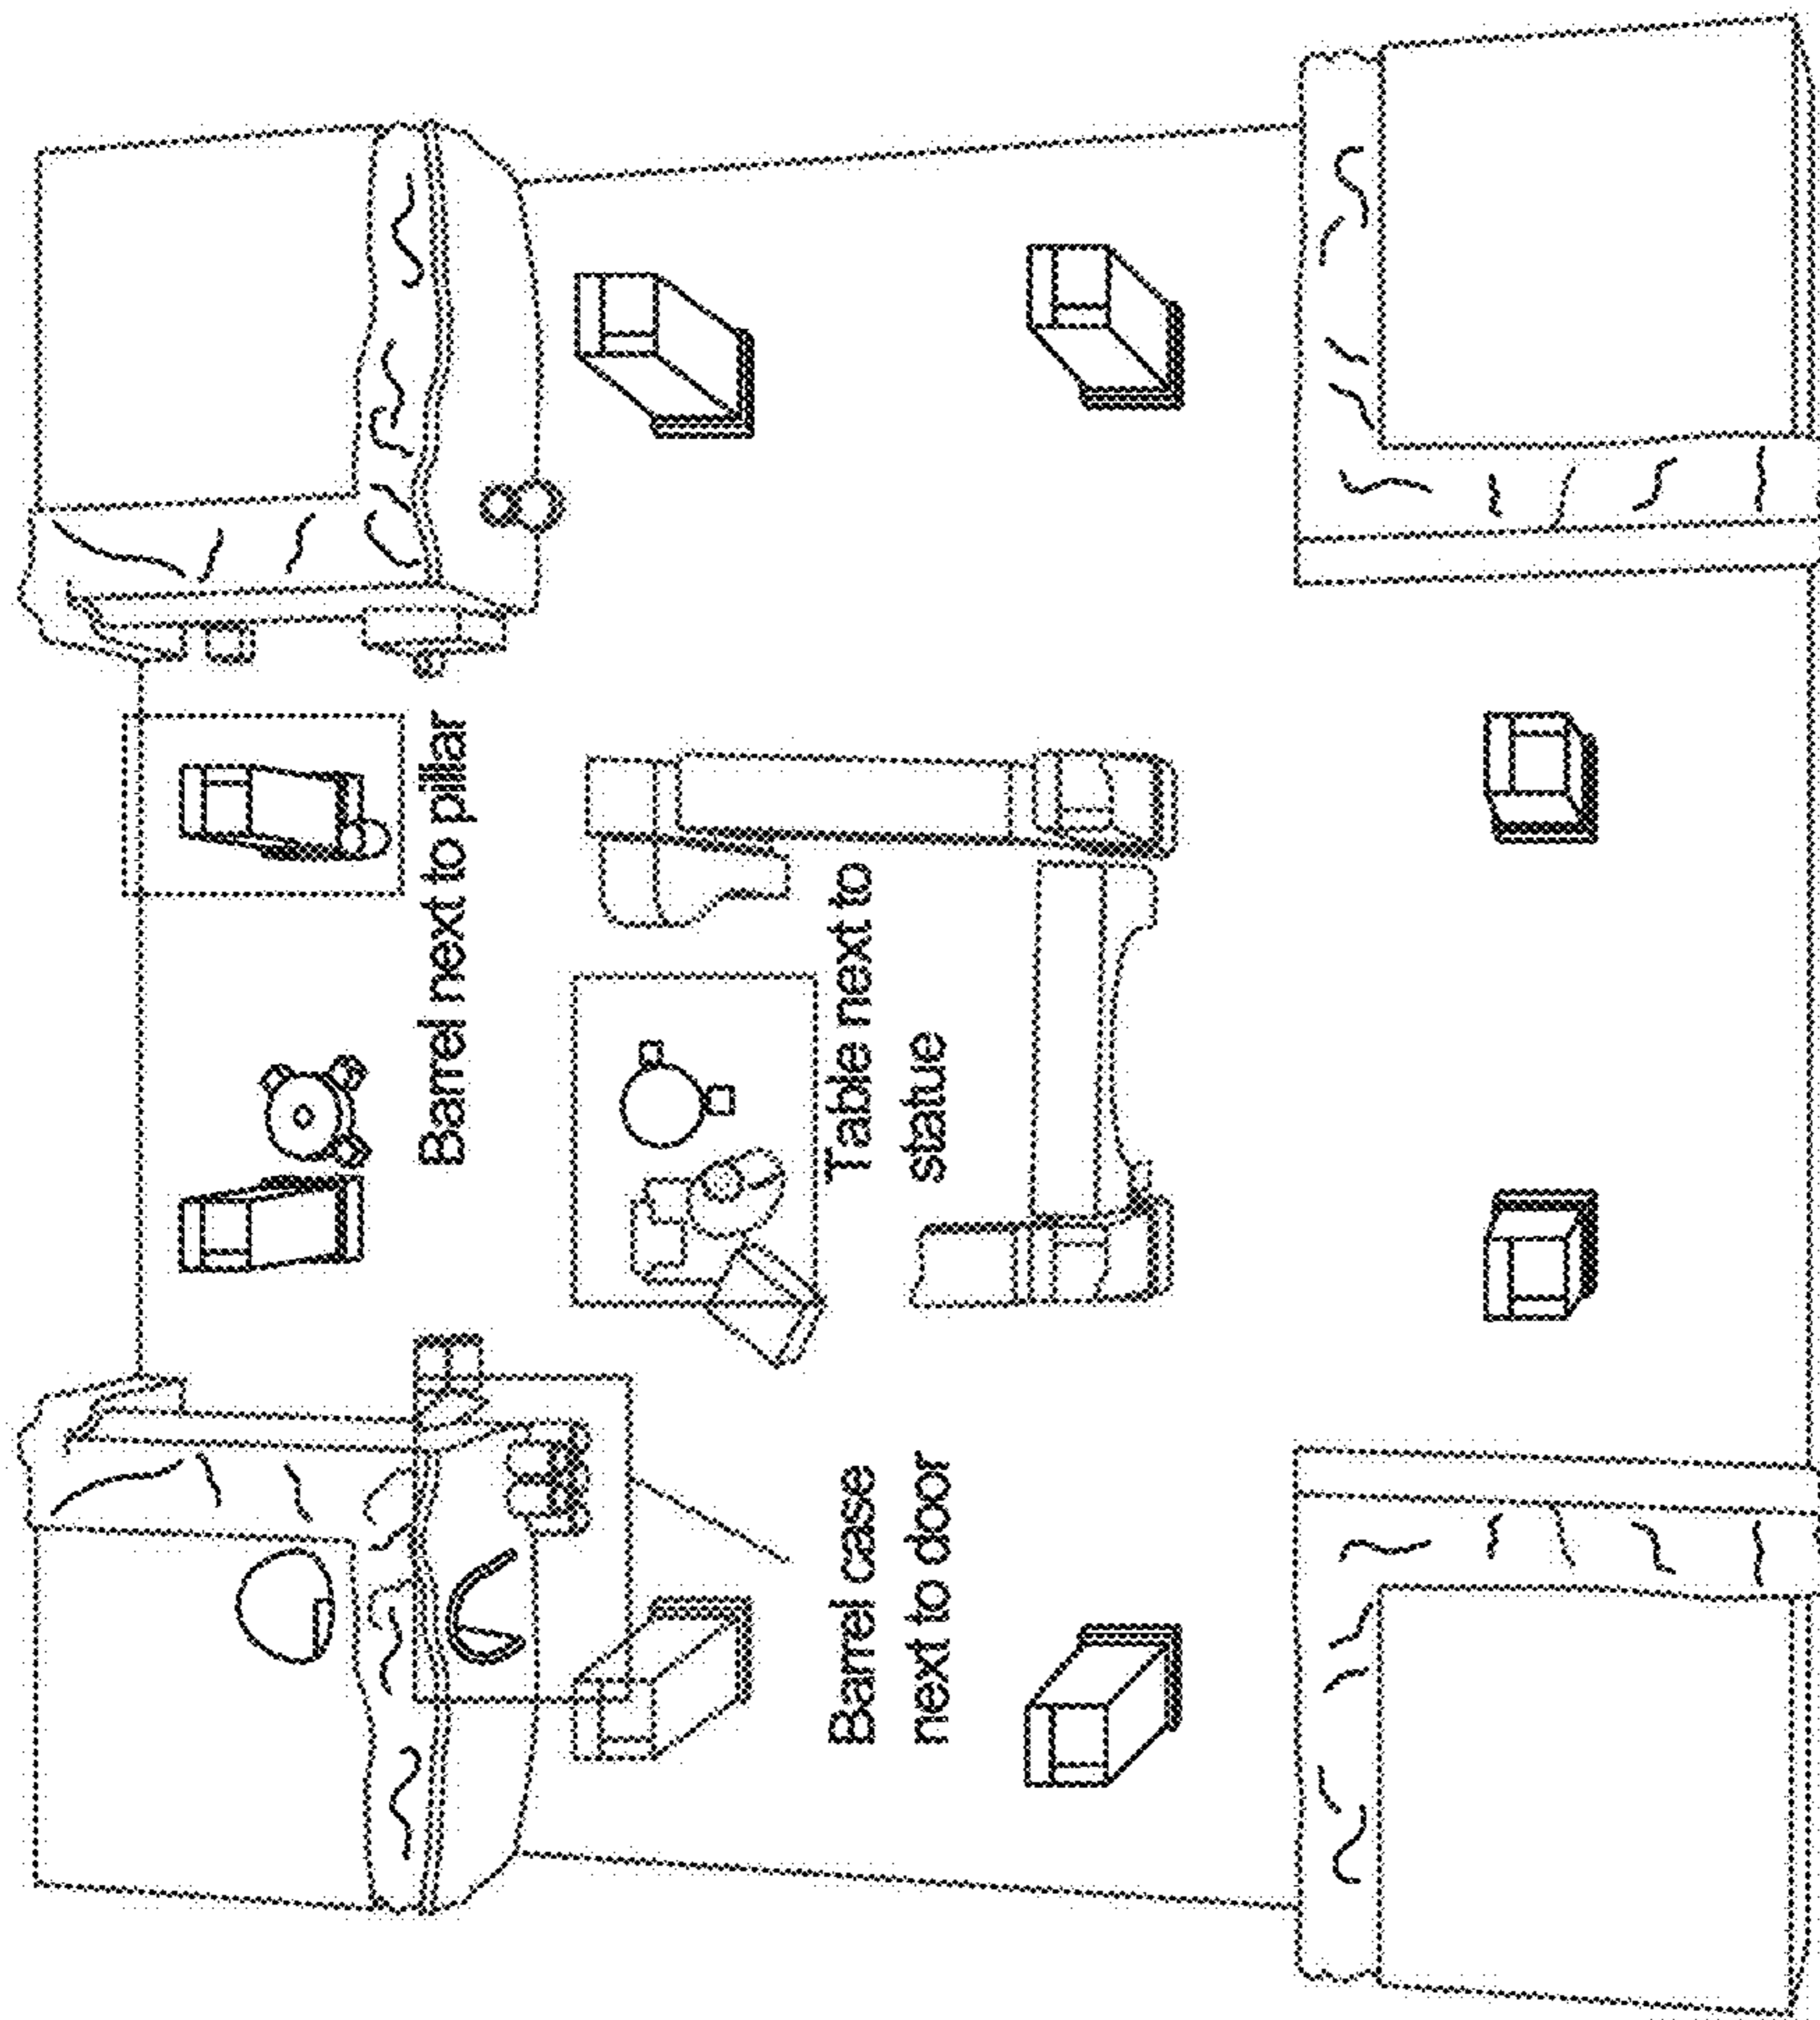 Barrel next to pillar
Table next to
statue
Barrel case
next to door